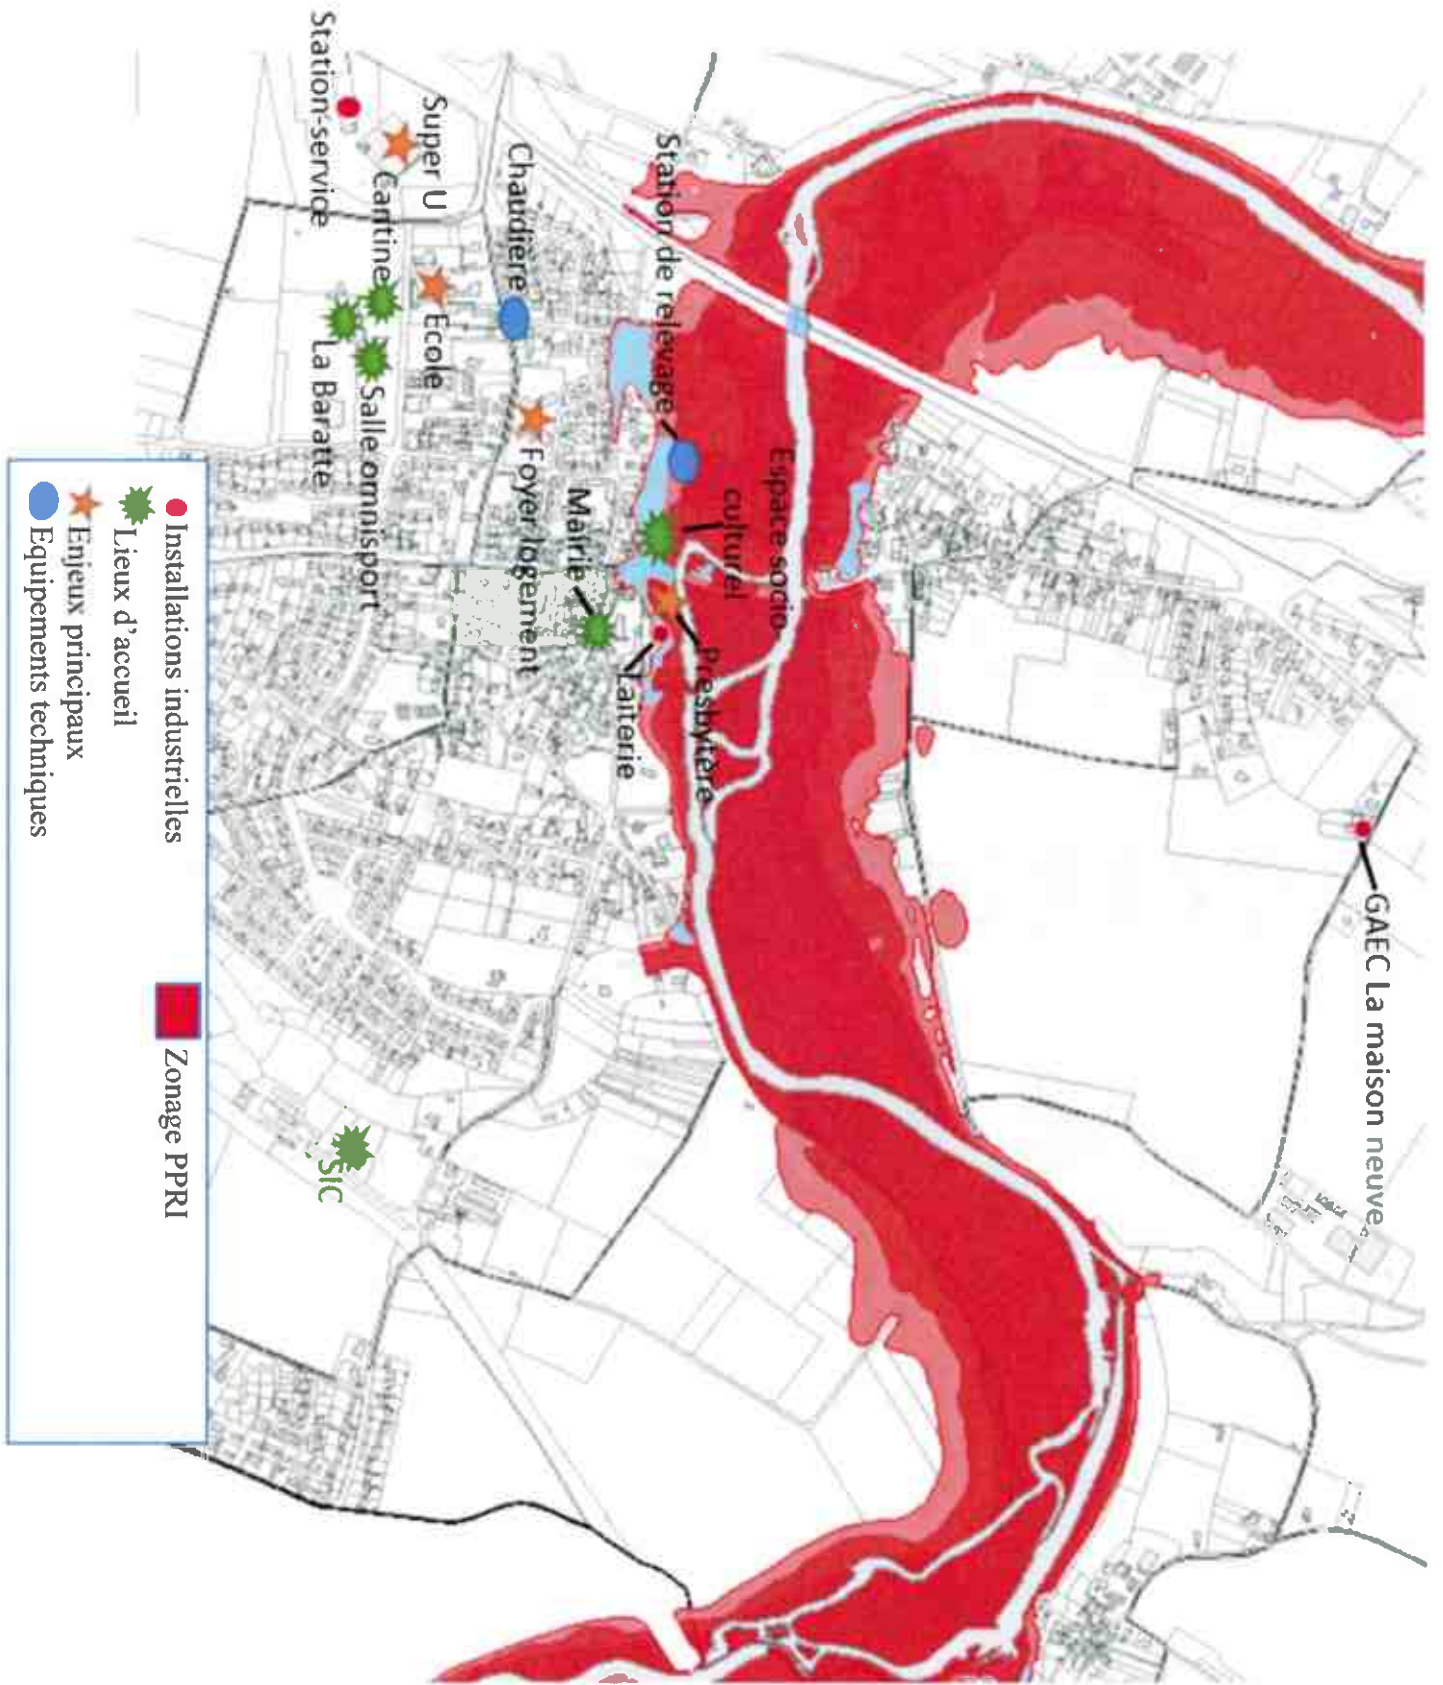 GAEC La maison neuve
Espace socio-
culturel
Station de relevage
Presbytère
Laiterie
Mairie
Foyer logement
Chaudière
Super U
Ecole
Cantine
Salle omnisport
La Baratte
Station-service
SIC
Installations industrielles
Lieux d'accueil
Enjeux principaux
Equipements techniques
Zonage PPRI